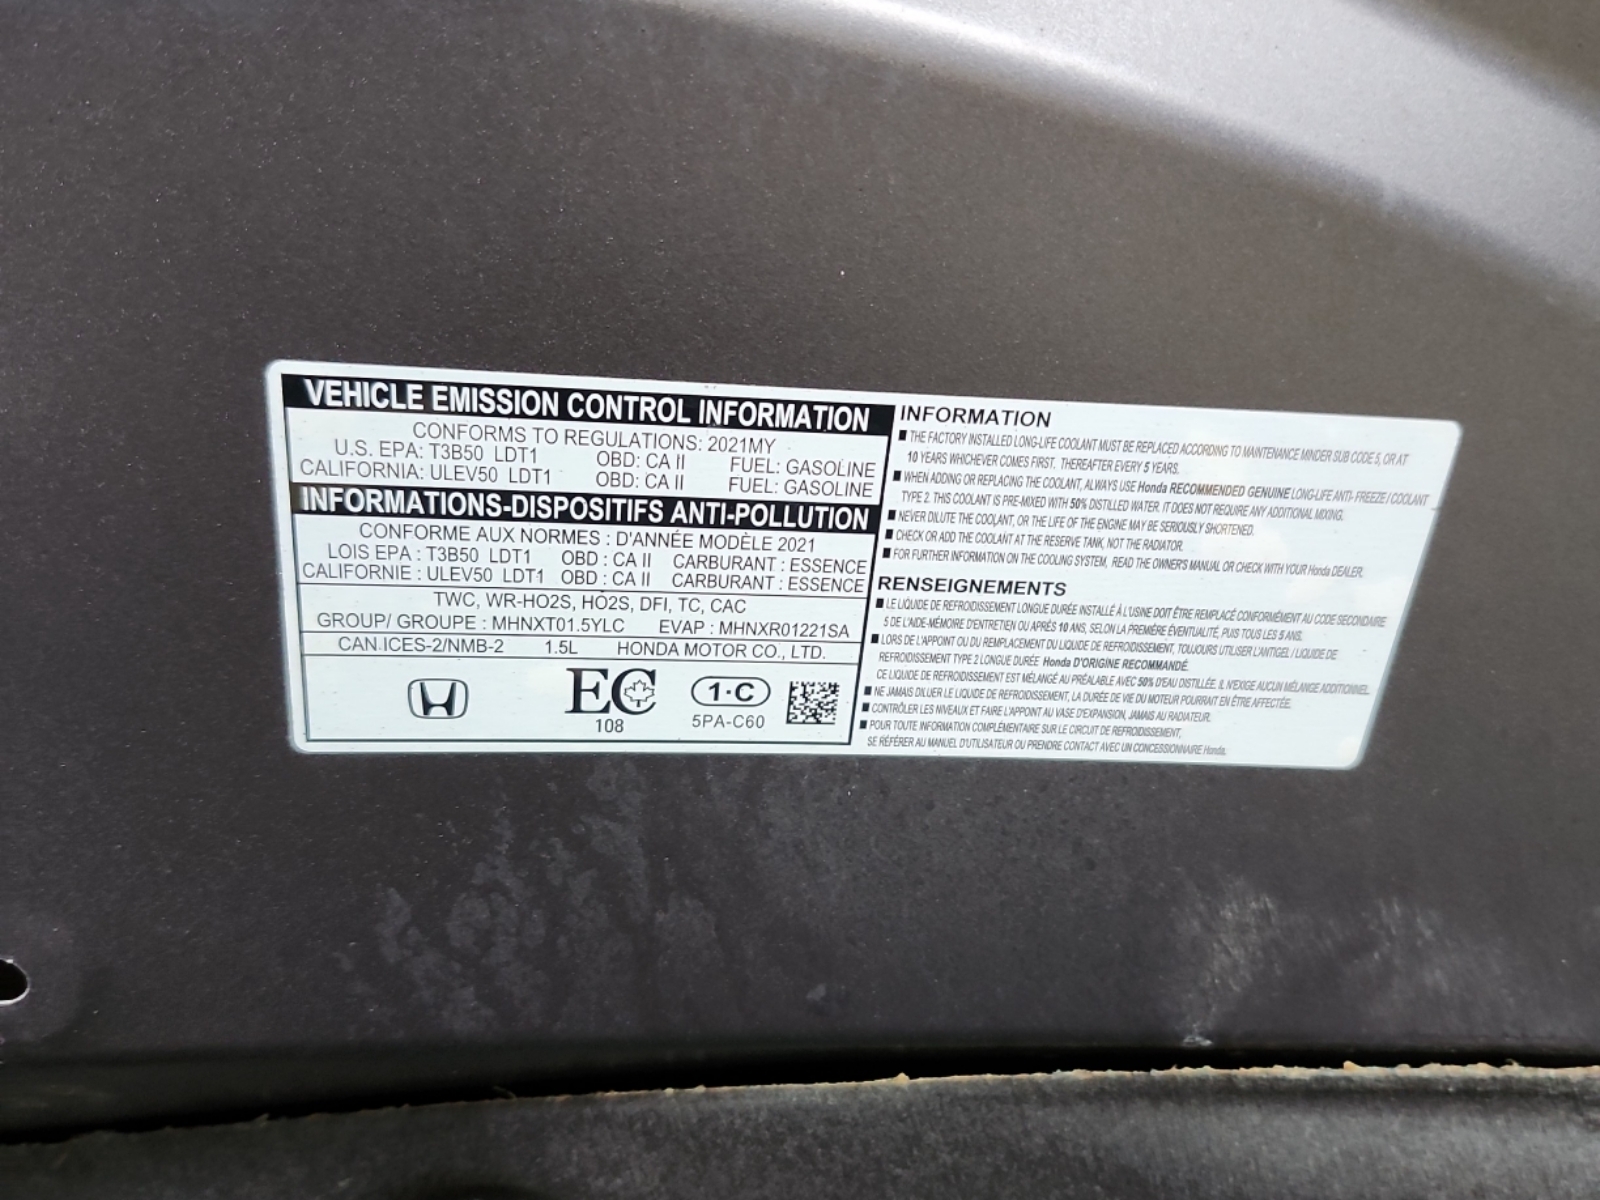 VEHICLE EMISSION CONTROL INFORMATION
CONFORMS TO REGULATIONS: 2021MY
U.S. EPA: T3B50 LDT1 OBD: CA II FUEL: GASOLINE
CALIFORNIA: ULEV50 LDT1 OBD: CA II FUEL: GASOLINE
INFORMATIONS-DISPOSITIFS ANTI-POLLUTION
CONFORME AUX NORMES : D'ANNÉE MODÈLE 2021
LOIS EPA : T3B50 LDT1 OBD : CA II CARBURANT : ESSENCE
CALIFORNIE : ULEV50 LDT1 OBD : CA II CARBURANT : ESSENCE
TWC, WR-HO2S, HO2S, DFI, TC, CAC
GROUP/ GROUPE : MHNXT01.5YLC EVAP : MHNXR01221SA
CAN ICES-2/NMB-2 1.5L HONDA MOTOR CO., LTD.
EC 1·C
108 5PA-C60
INFORMATION
■ THE FACTORY INSTALLED LONG-LIFE COOLANT MUST BE REPLACED ACCORDING TO MAINTENANCE MINDER SUB CODE 5, OR AT
10 YEARS WHICHEVER COMES FIRST. THEREAFTER EVERY 5 YEARS.
■ WHEN ADDING OR REPLACING THE COOLANT, ALWAYS USE Honda RECOMMENDED GENUINE LONG-LIFE ANTI-FREEZE / COOLANT
TYPE 2. THIS COOLANT IS PRE-MIXED WITH 50% DISTILLED WATER. IT DOES NOT REQUIRE ANY ADDITIONAL MIXING.
■ NEVER DILUTE THE COOLANT, OR THE LIFE OF THE ENGINE MAY BE SERIOUSLY SHORTENED.
■ CHECK OR ADD THE COOLANT AT THE RESERVE TANK, NOT THE RADIATOR.
■ FOR FURTHER INFORMATION ON THE COOLING SYSTEM, READ THE OWNER'S MANUAL OR CHECK WITH YOUR Honda DEALER.
RENSEIGNEMENTS
■ LE LIQUIDE DE REFROIDISSEMENT LONGUE DURÉE INSTALLÉ À L'USINE DOIT ÊTRE REMPLACÉ CONFORMÉMENT AU CODE SECONDAIRE
5 DE L'AIDE-MÉMOIRE D'ENTRETIEN OU APRÈS 10 ANS, SELON LA PREMIÈRE ÉVENTUALITÉ, PUIS TOUS LES 5 ANS.
■ LORS DE L'APPOINT OU DU REMPLACEMENT DU LIQUIDE DE REFROIDISSEMENT, TOUJOURS UTILISER L'ANTIGEL / LIQUIDE DE
REFROIDISSEMENT TYPE 2 LONGUE DURÉE Honda D'ORIGINE RECOMMANDÉ.
CE LIQUIDE DE REFROIDISSEMENT EST MÉLANGÉ AU PRÉALABLE AVEC 50% D'EAU DISTILLÉE. IL N'EXIGE AUCUN MÉLANGE ADDITIONNEL.
■ NE JAMAIS DILUER LE LIQUIDE DE REFROIDISSEMENT, LA DURÉE DE VIE DU MOTEUR POURRAIT EN ÊTRE AFFECTÉE.
■ CONTRÔLER LES NIVEAUX ET FAIRE L'APPOINT AU VASE D'EXPANSION, JAMAIS AU RADIATEUR.
■ POUR TOUTE INFORMATION COMPLÉMENTAIRE SUR LE CIRCUIT DE REFROIDISSEMENT,
SE RÉFÉRER AU MANUEL D'UTILISATEUR OU PRENDRE CONTACT AVEC UN CONCESSIONNAIRE Honda.